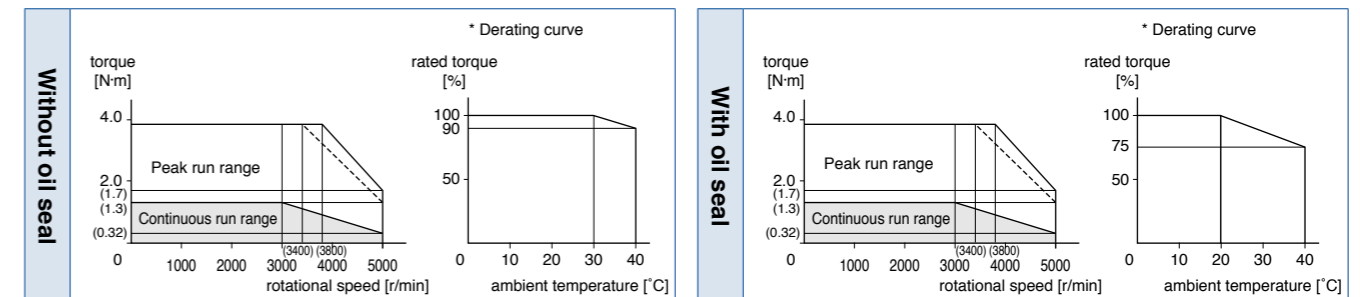 Without oil seal
* Derating curve
torque
[N·m]
rated torque
[%]
4.0
Peak run range
2.0
(1.7)
(1.3)
Continuous run range
(0.32)
0
1000
2000
3000
(3400)
(3800)
4000
5000
rotational speed [r/min]
100
90
50
0
10
20
30
40
ambient temperature [˚C]
With oil seal
* Derating curve
torque
[N·m]
rated torque
[%]
4.0
Peak run range
2.0
(1.7)
(1.3)
Continuous run range
(0.32)
0
1000
2000
3000
(3400)
(3800)
4000
5000
rotational speed [r/min]
100
75
50
0
10
20
30
40
ambient temperature [˚C]